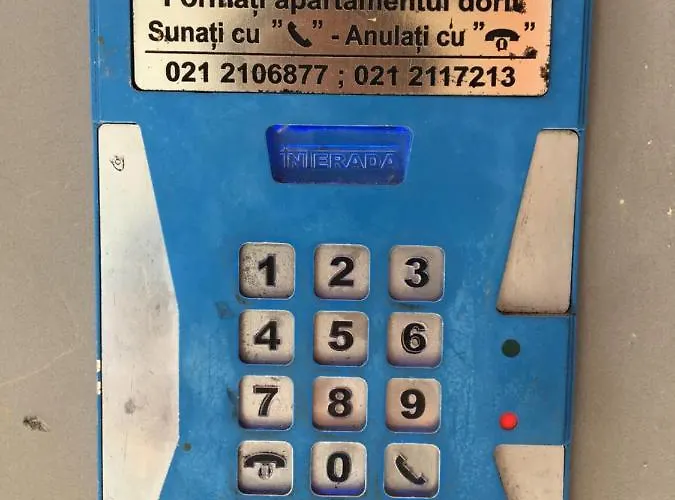 Formați apartamentul dorit
Sunați cu ” ” - Anulați cu ” ”
021 2106877 ; 021 2117213
INTERADA
1 2 3
4 5 6
7 8 9
0